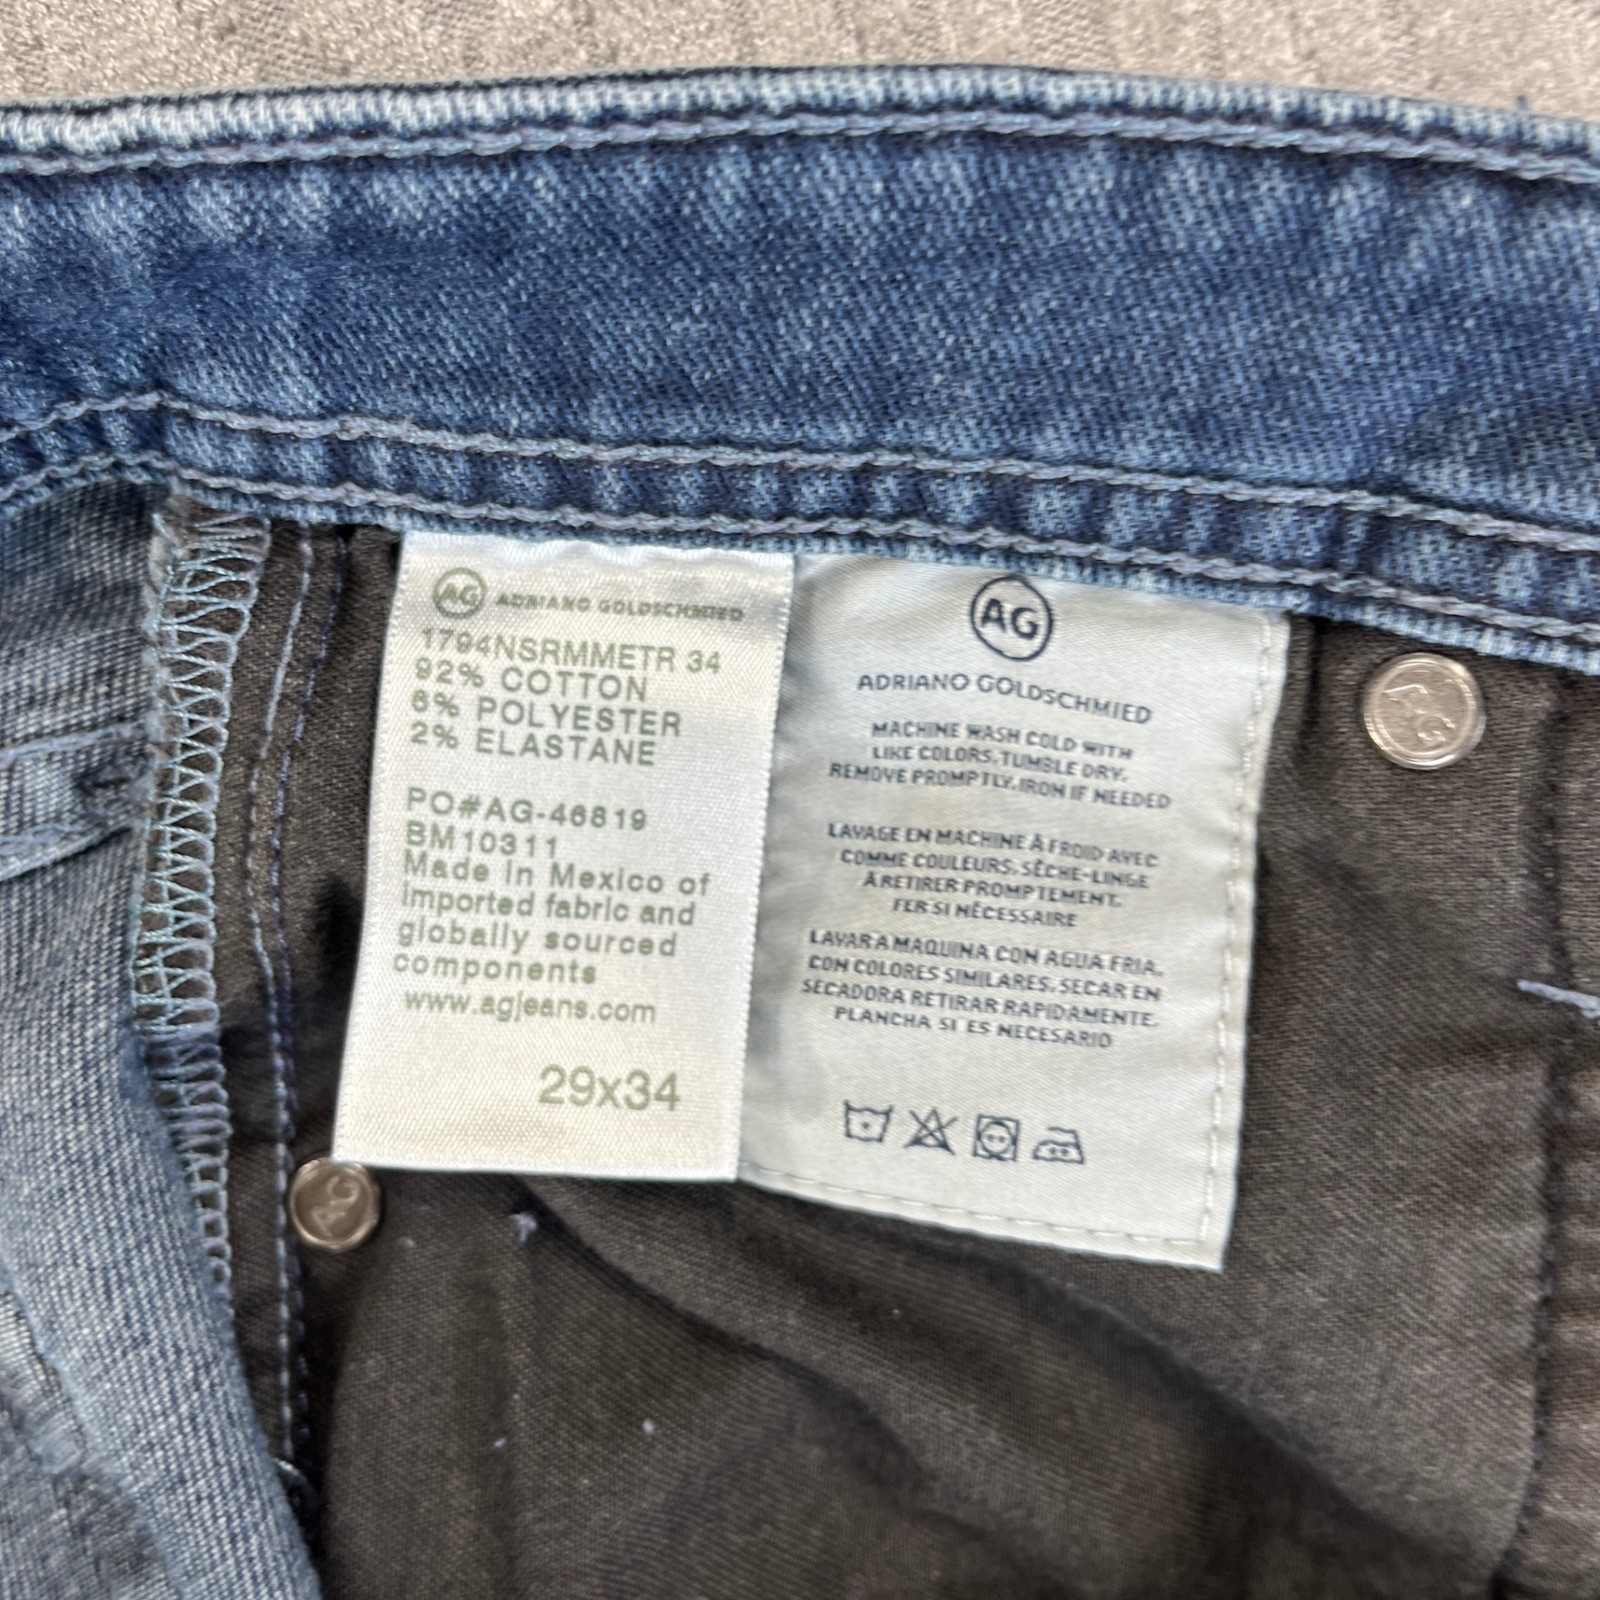 AG ADRIANO GOLDSCHMIED
1794NSRMMETR 34
92% COTTON
6% POLYESTER
2% ELASTANE
PO#AG-46819
BM10311
Made in Mexico of
imported fabric and
globally sourced
components
www.agjeans.com
29x34
AG
ADRIANO GOLDSCHMIED
MACHINE WASH COLD WITH
LIKE COLORS, TUMBLE DRY.
REMOVE PROMPTLY, IRON IF NEEDED
LAVAGE EN MACHINE À FROID AVEC
COMME COULEURS, SÈCHE-LINGE
À RETIRER PROMPTEMENT.
FER SI NÉCESSAIRE
LAVAR A MAQUINA CON AGUA FRIA,
CON COLORES SIMILARES, SECAR EN
SECADORA RETIRAR RAPIDAMENTE.
PLANCHA SI ES NECESARIO
AG
AG